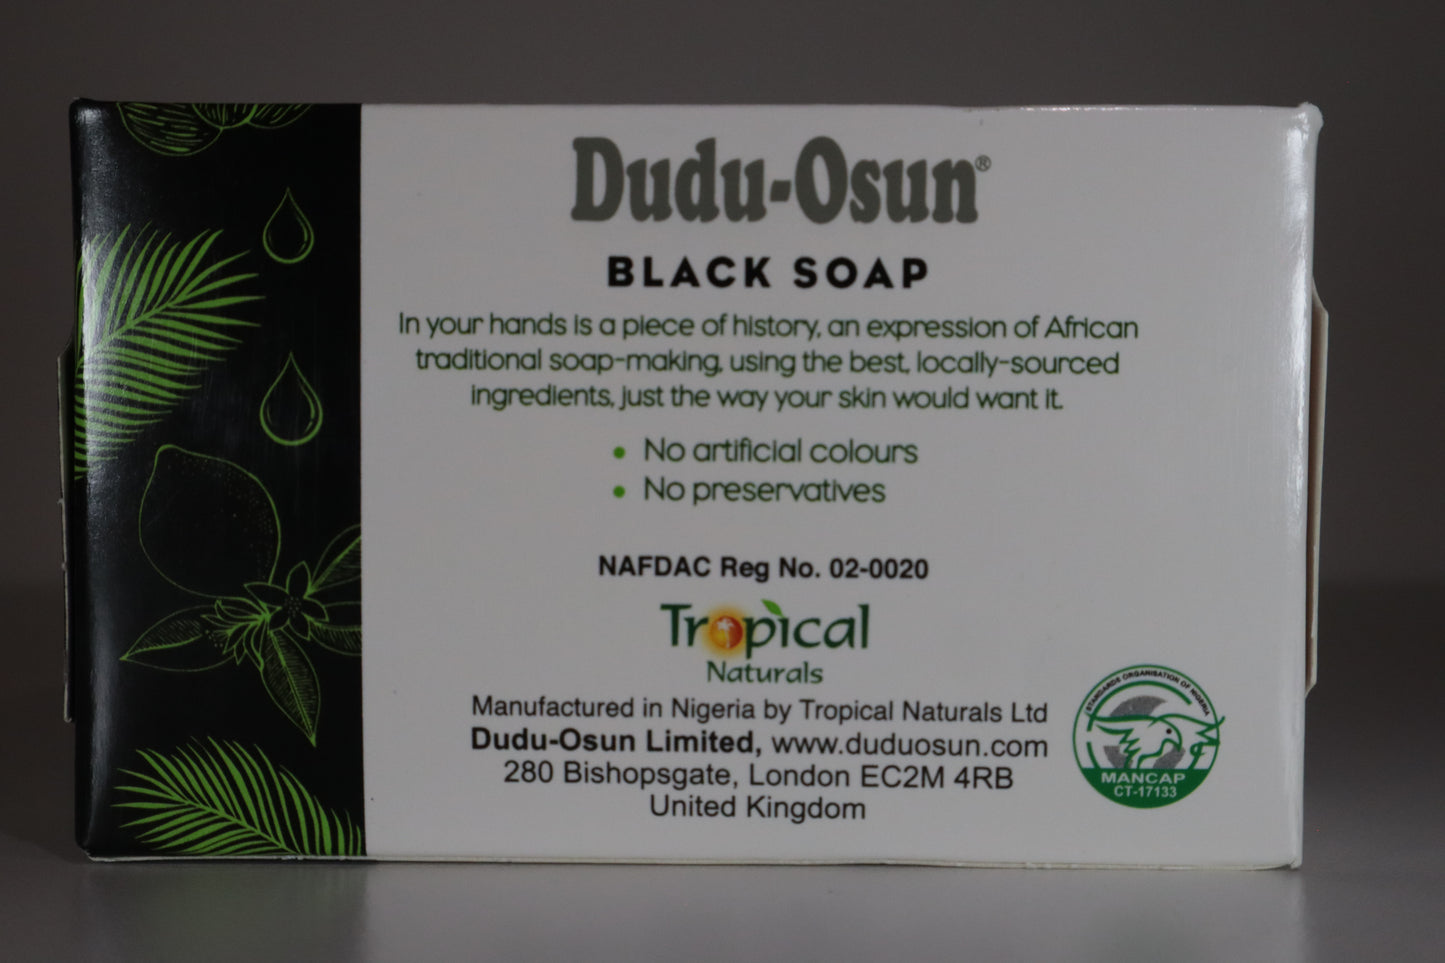 Dudu-Osun®
BLACK SOAP
In your hands is a piece of history, an expression of African
traditional soap-making, using the best, locally-sourced
ingredients, just the way your skin would want it.
• No artificial colours
• No preservatives
NAFDAC Reg No. 02-0020
Tropical
Naturals
Manufactured in Nigeria by Tropical Naturals Ltd
Dudu-Osun Limited, www.duduosun.com
280 Bishopsgate, London EC2M 4RB
United Kingdom
STANDARDS ORGANISATION OF NIGERIA
MANCAP
CT-17133